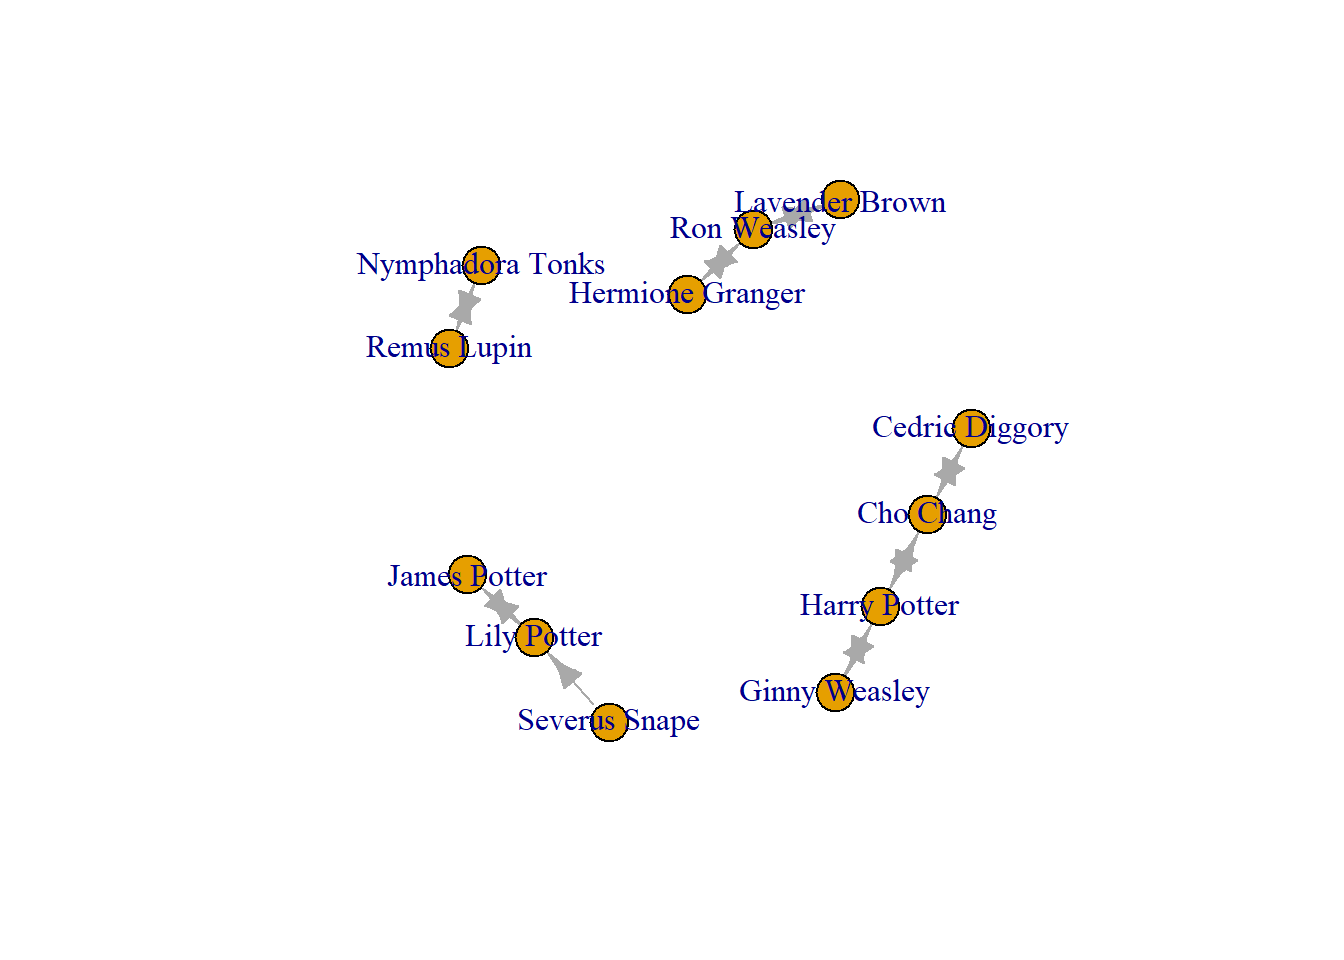 Lavender Brown
Ron Weasley
Nymphadora Tonks
Hermione Granger
Remus Lupin
Cedric Diggory
Cho Chang
James Potter
Harry Potter
Lily Potter
Ginny Weasley
Severus Snape